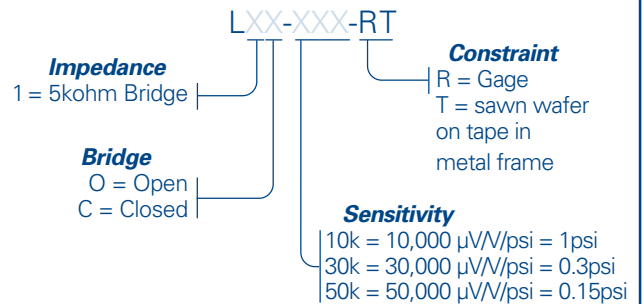 LXX-XXX-RT
Impedance
1 = 5kohm Bridge
Bridge
O = Open
C = Closed
Constraint
R = Gage
T = sawn wafer
on tape in
metal frame
Sensitivity
10k = 10,000 µV/V/psi = 1psi
30k = 30,000 µV/V/psi = 0.3psi
50k = 50,000 µV/V/psi = 0.15psi